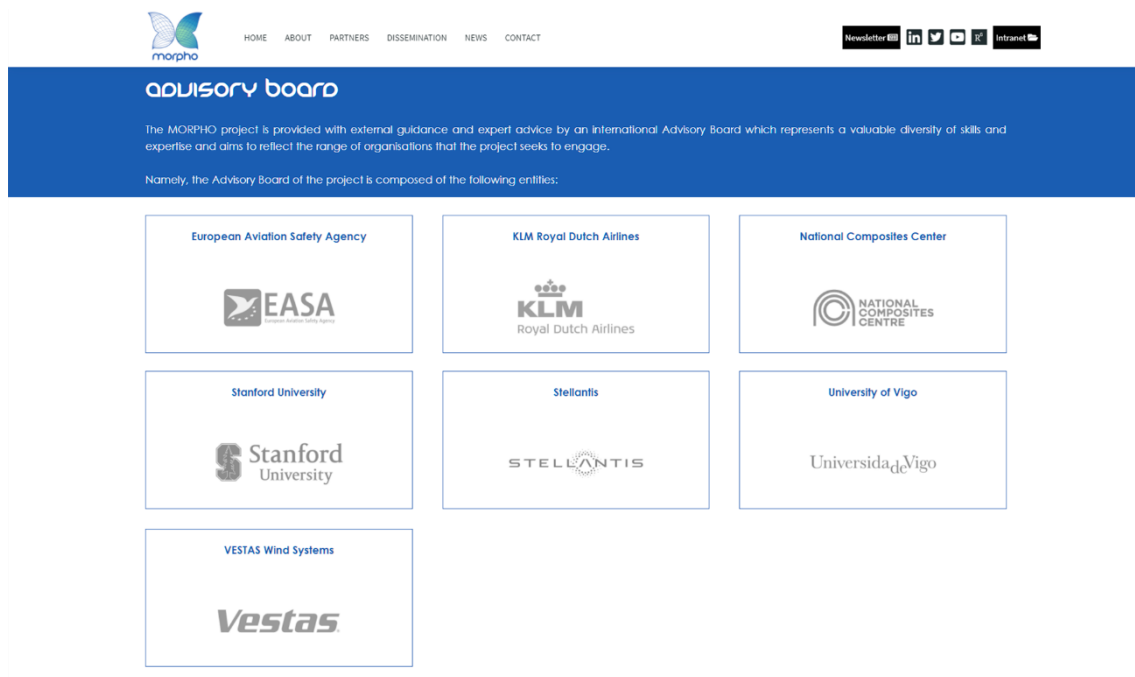 morpho
HOME ABOUT PARTNERS DISSEMINATION NEWS CONTACT
Newsletter
in
R⁶
Intranet
advisory board
The MORPHO project is provided with external guidance and expert advice by an international Advisory Board which represents a valuable diversity of skills and
expertise and aims to reflect the range of organisations that the project seeks to engage.
Namely, the Advisory Board of the project is composed of the following entities:
European Aviation Safety Agency
EASA
European Aviation Safety Agency
KLM Royal Dutch Airlines
KLM
Royal Dutch Airlines
National Composites Center
NATIONAL
COMPOSITES
CENTRE
Stanford University
Stanford
University
Stellantis
STELLANTIS
University of Vigo
UniversidadeVigo
VESTAS Wind Systems
Vestas